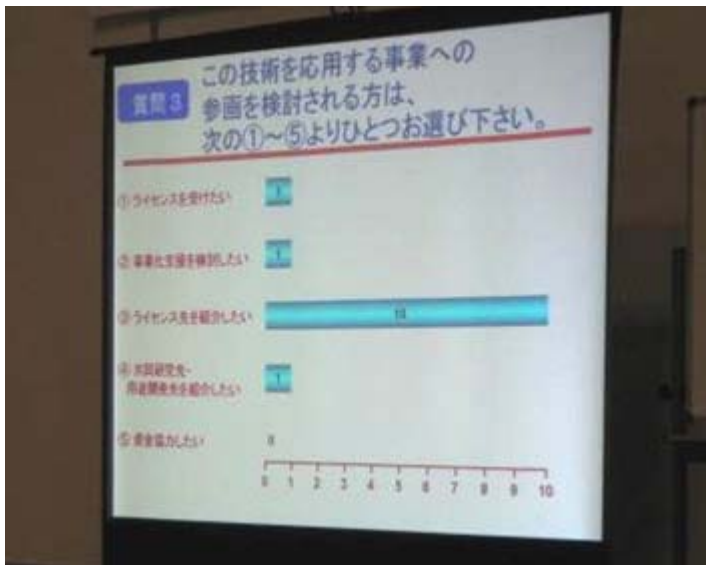 質問3
この技術を応用する事業への
参画を検討される方は、
次の①~⑤よりひとつお選び下さい。
① ライセンスを受けたい 1
② 事業化支援を検討したい 1
③ ライセンス先を紹介したい 10
④ 共同研究先・
用途開発先を紹介したい 1
⑤ 資金協力したい 0
0 1 2 3 4 5 6 7 8 9 10